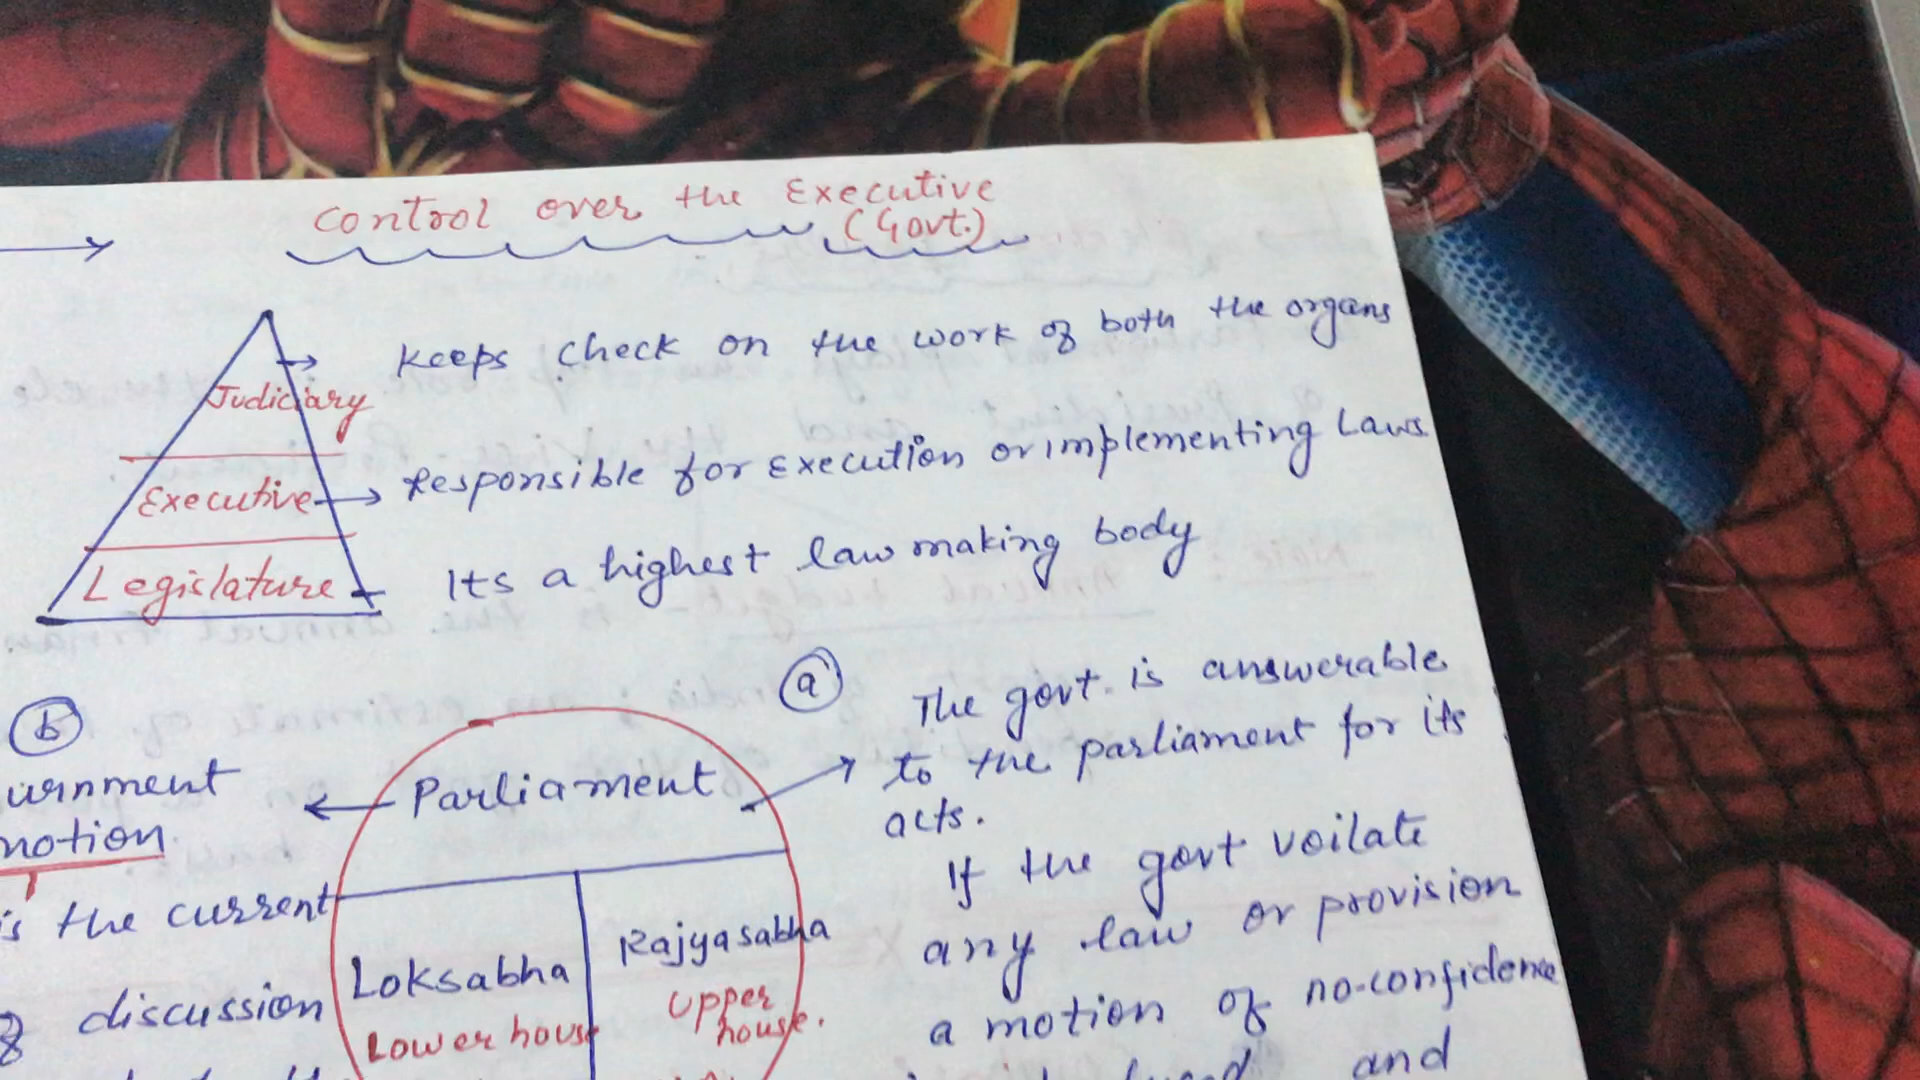 Control over the Executive
(Govt.)
Keeps check on the work of both the organs
Judiciary
Executive
Responsible for Execution or implementing Laws
Legislature
Its a highest law making body
a
The govt. is answerable
to the parliament for its
acts.
If the govt voilate
any law or provision
a motion of no-confidence
and
b
urnment
motion
is the current
discussion
Parliament
Loksabha
Lower house
Rajyasabha
Upper
house.